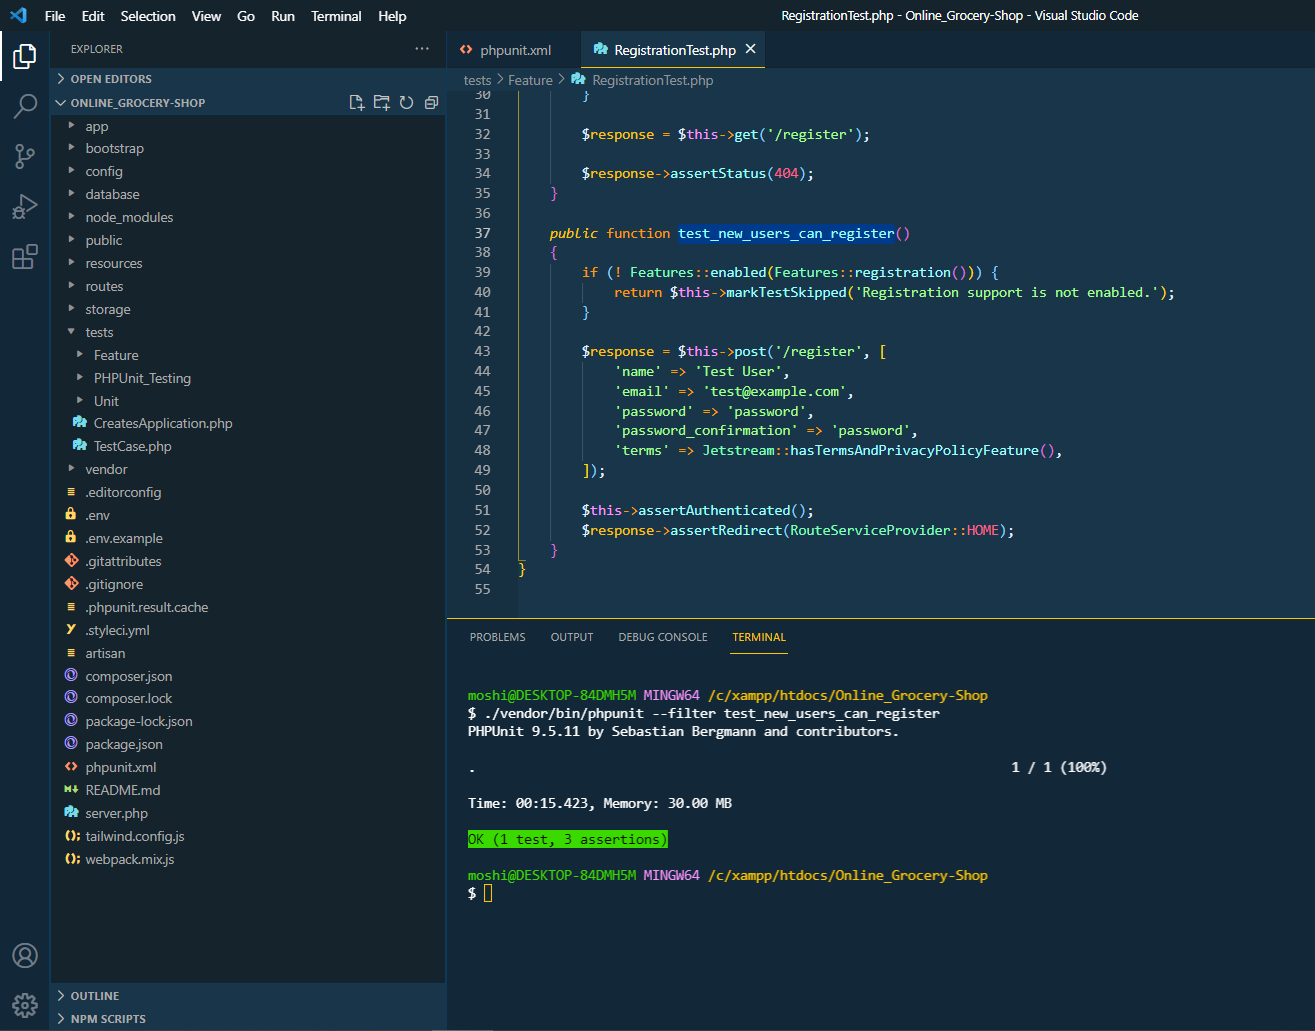 File Edit Selection View Go Run Terminal Help
RegistrationTest.php - Online_Grocery-Shop - Visual Studio Code
EXPLORER
OPEN EDITORS
ONLINE_GROCERY-SHOP
app
bootstrap
config
database
node_modules
public
resources
routes
storage
tests
Feature
PHPUnit_Testing
Unit
CreatesApplication.php
TestCase.php
vendor
.editorconfig
.env
.env.example
.gitattributes
.gitignore
.phpunit.result.cache
.styleci.yml
artisan
composer.json
composer.lock
package-lock.json
package.json
phpunit.xml
README.md
server.php
tailwind.config.js
webpack.mix.js
OUTLINE
NPM SCRIPTS
phpunit.xml
RegistrationTest.php
tests > Feature > RegistrationTest.php
30 }
31
32 $response = $this->get('/register');
33
34 $response->assertStatus(404);
35 }
36
37 public function test_new_users_can_register()
38 {
39 if (! Features::enabled(Features::registration())) {
40 return $this->markTestSkipped('Registration support is not enabled.');
41 }
42
43 $response = $this->post('/register', [
44 'name' => 'Test User',
45 'email' => 'test@example.com',
46 'password' => 'password',
47 'password_confirmation' => 'password',
48 'terms' => Jetstream::hasTermsAndPrivacyPolicyFeature(),
49 ]);
50
51 $this->assertAuthenticated();
52 $response->assertRedirect(RouteServiceProvider::HOME);
53 }
54 }
55
PROBLEMS OUTPUT DEBUG CONSOLE TERMINAL
moshi@DESKTOP-84DMH5M MINGW64 /c/xampp/htdocs/Online_Grocery-Shop
$ ./vendor/bin/phpunit --filter test_new_users_can_register
PHPUnit 9.5.11 by Sebastian Bergmann and contributors.
. 1 / 1 (100%)
Time: 00:15.423, Memory: 30.00 MB
OK (1 test, 3 assertions)
moshi@DESKTOP-84DMH5M MINGW64 /c/xampp/htdocs/Online_Grocery-Shop
$